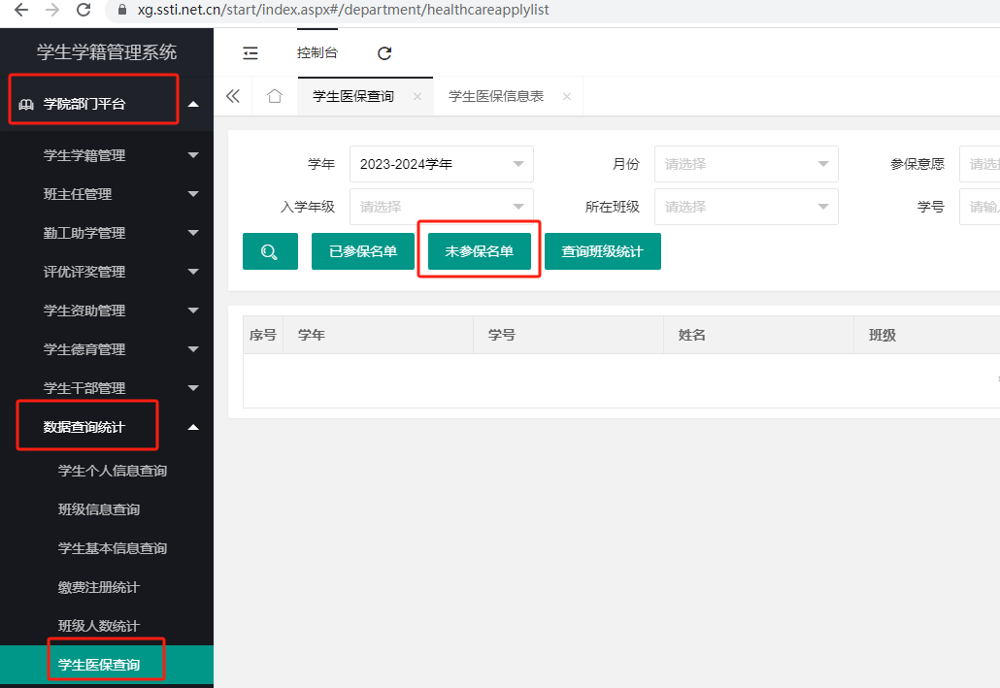 xg.ssti.net.cn/start/index.aspx#/department/healthcareapplylist
学生学籍管理系统
学院部门平台
学生学籍管理
班主任管理
勤工助学管理
评优评奖管理
学生资助管理
学生德育管理
学生干部管理
数据查询统计
学生个人信息查询
班级信息查询
学生基本信息查询
缴费注册统计
班级人数统计
学生医保查询
控制台
学生医保查询 × 学生医保信息表 ×
学年 2023-2024学年 月份 请选择 参保意愿 请选
入学年级 请选择 所在班级 请选择 学号 请输
已参保名单 未参保名单 查询班级统计
序号 学年 学号 姓名 班级